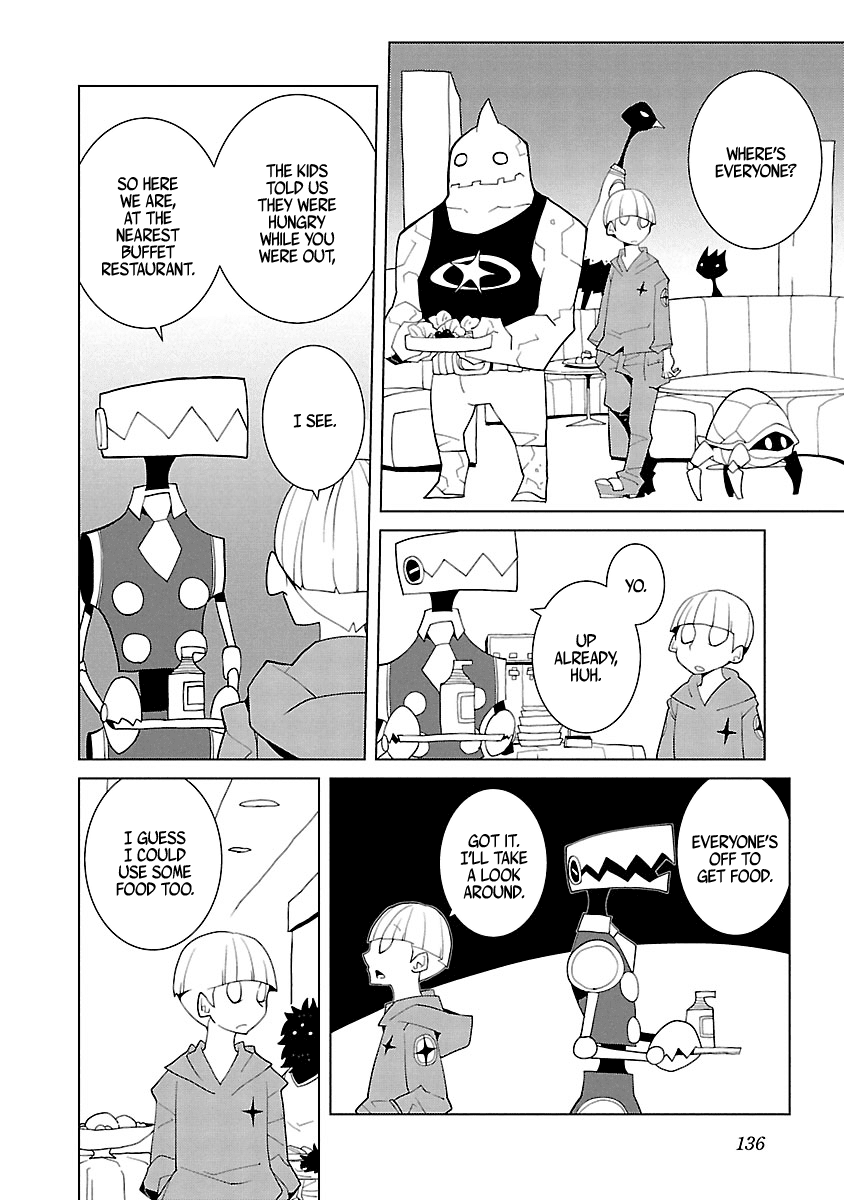 WHERE'S
EVERYONE?
YO.
UP
ALREADY,
HUH.
THE KIDS
TOLD US
THEY WERE
HUNGRY
WHILE YOU
WERE OUT,
SO HERE
WE ARE,
AT THE
NEAREST
BUFFET
RESTAURANT.
I SEE.
EVERYONE'S
OFF TO
GET FOOD.
GOT IT.
I'LL TAKE
A LOOK
AROUND.
I GUESS
I COULD
USE SOME
FOOD TOO.
136